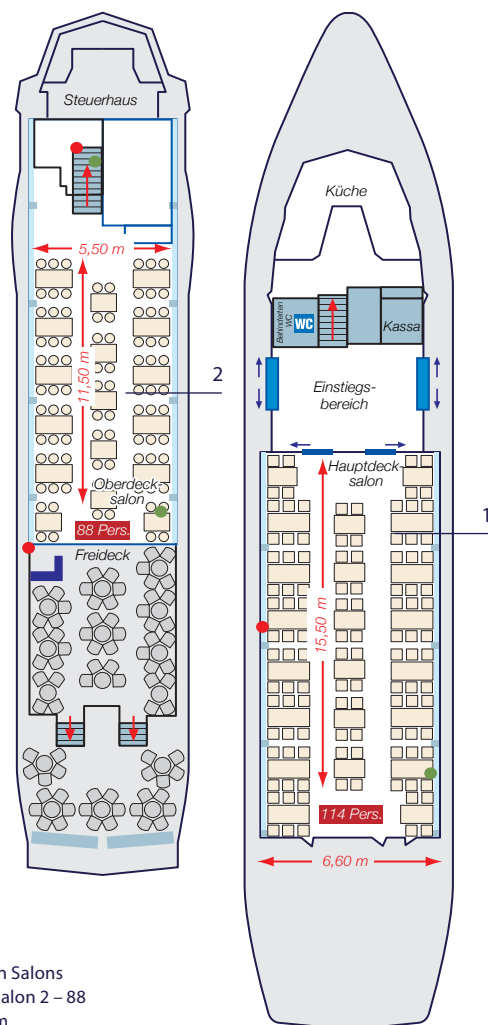 Steuerhaus
5,50 m
11,50 m
2
Oberdeck-
salon
88 Pers.
Freideck
Küche
Behinderten
WC
WC
Kassa
Einstiegs-
bereich
Hauptdeck-
salon
1
15,50 m
114 Pers.
6,60 m
n Salons
alon 2 – 88